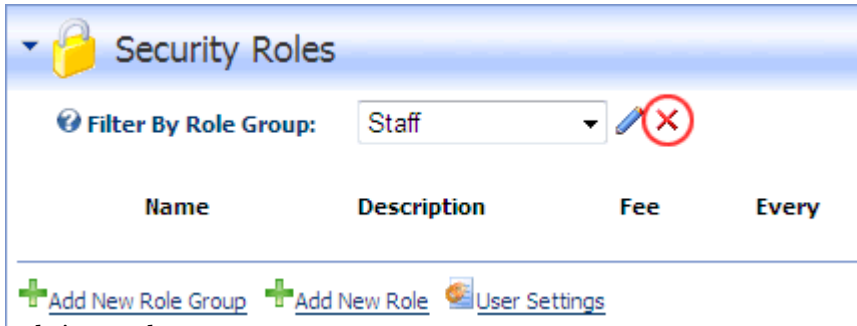 Security Roles
Filter By Role Group: Staff
Name Description Fee Every
Add New Role Group Add New Role User Settings